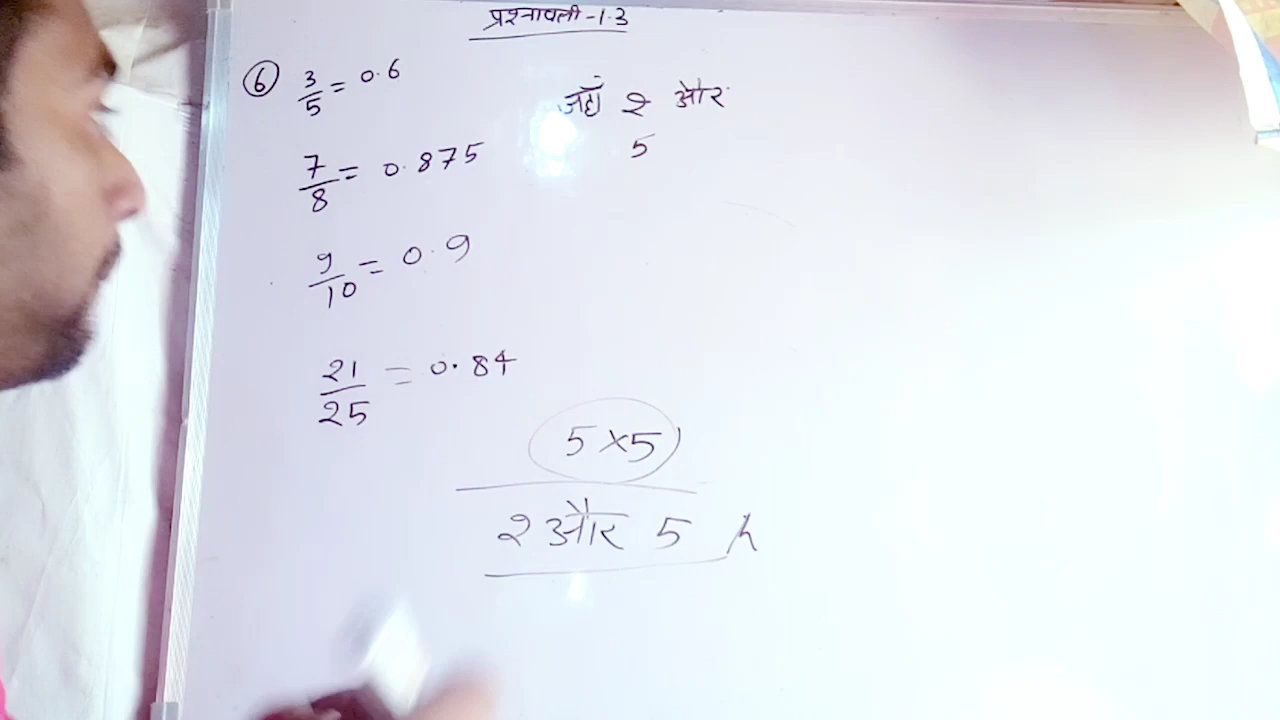 प्रश्नावली-1.3
⑥ 3/5 = 0.6
जहाँ 2 और
5
7/8 = 0.875
9/10 = 0.9
21/25 = 0.84
5×5
2 और 5